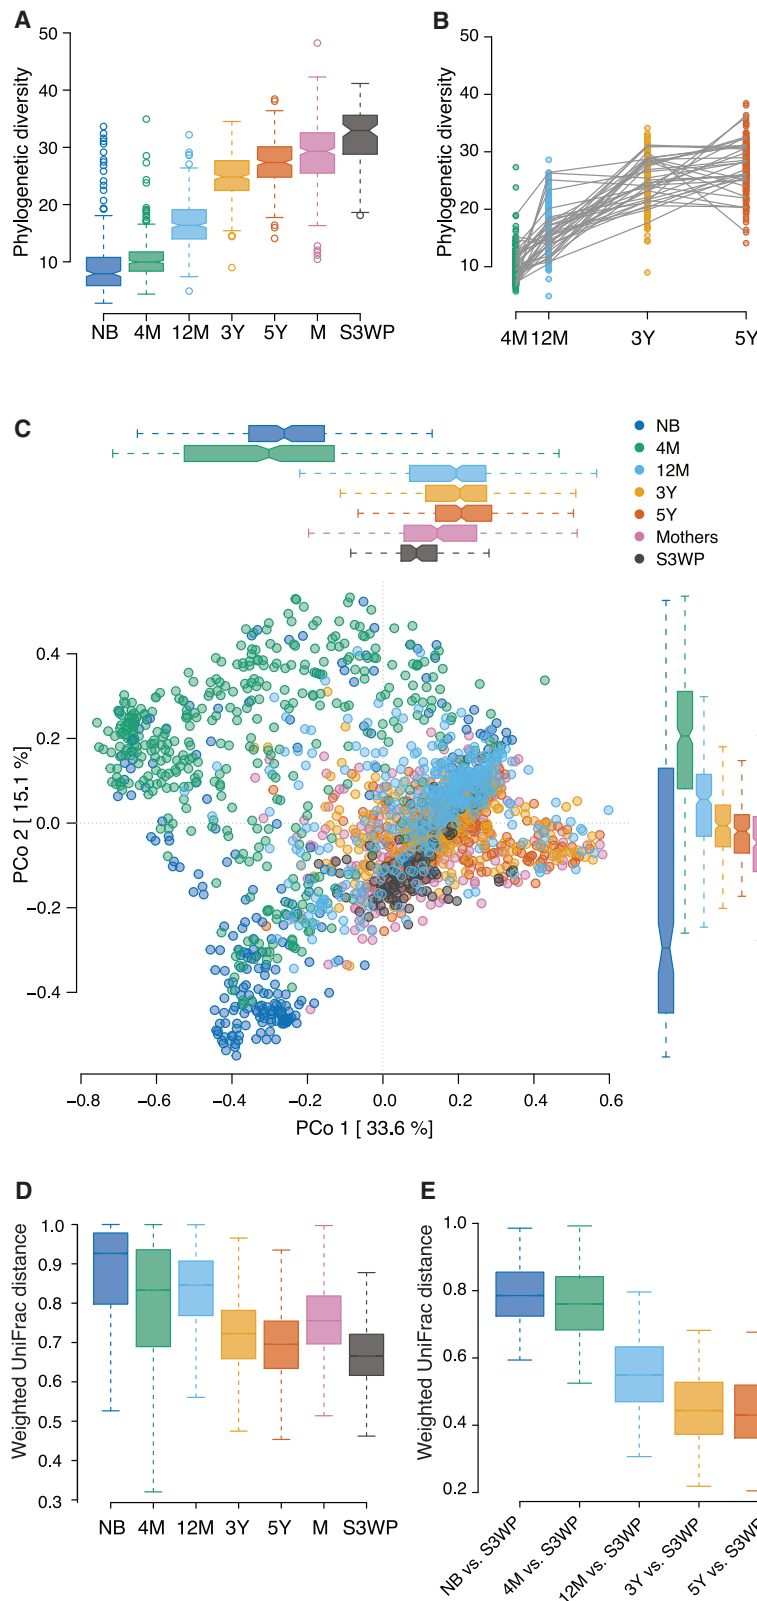 A
Phylogenetic diversity
50
40
30
20
10
NB 4M 12M 3Y 5Y M S3WP
B
Phylogenetic diversity
50
40
30
20
10
4M 12M 3Y 5Y
C
NB
4M
12M
3Y
5Y
Mothers
S3WP
PCo 2 [ 15.1 %]
0.4
0.2
0.0
−0.2
−0.4
−0.8 −0.6 −0.4 −0.2 0.0 0.2 0.4 0.6
PCo 1 [ 33.6 %]
D
Weighted UniFrac distance
1.0
0.9
0.8
0.7
0.6
0.5
0.4
0.3
NB 4M 12M 3Y 5Y M S3WP
E
Weighted UniFrac distance
1.0
0.8
0.6
0.4
0.2
NB vs. S3WP
4M vs. S3WP
12M vs. S3WP
3Y vs. S3WP
5Y vs. S3WP